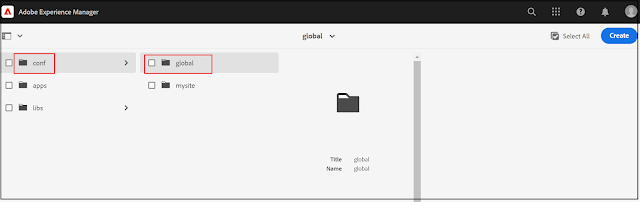 Adobe Experience Manager
global
Select All
Create
conf
global
apps
mysite
libs
Title global
Name global